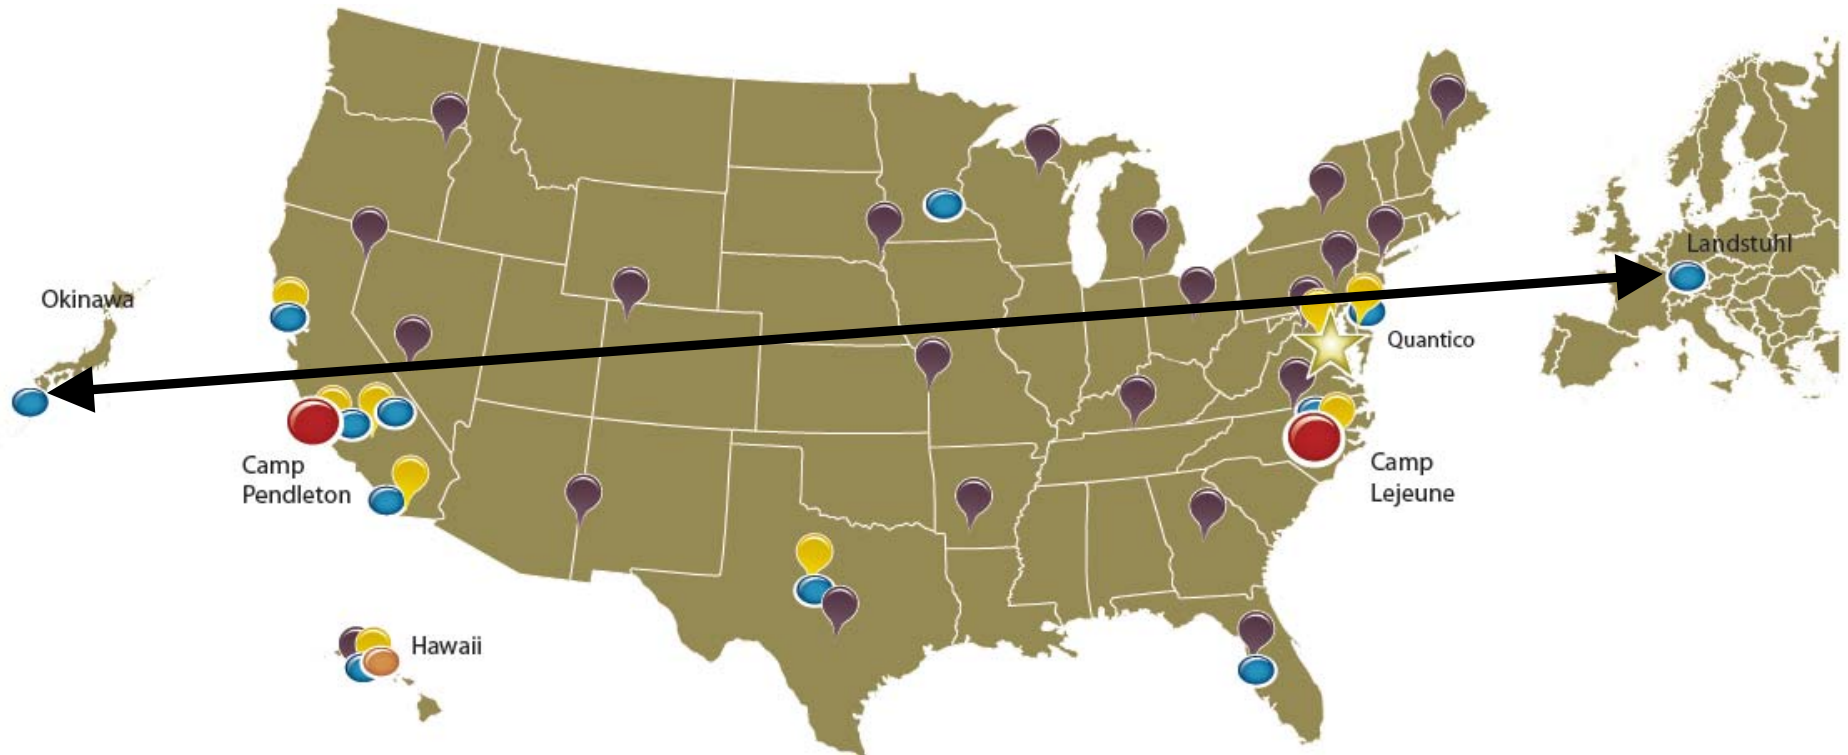 Landstuhl
Okinawa
Quantico
Camp
Pendleton
Camp
Lejeune
Hawaii